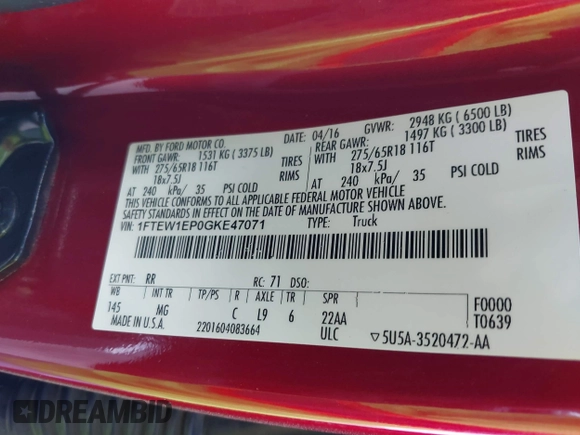 MFD. BY FORD MOTOR CO.
DATE: 04/16 GVWR: 2948 KG ( 6500 LB)
FRONT GAWR: 1531 KG ( 3375 LB) REAR GAWR: 1497 KG ( 3300 LB)
WITH 275/65R18 116T TIRES WITH 275/65R18 116T TIRES
18x7.5J RIMS 18x7.5J RIMS
AT 240 kPa/ 35 PSI COLD AT 240 kPa/ 35 PSI COLD
THIS VEHICLE CONFORMS TO ALL APPLICABLE FEDERAL MOTOR VEHICLE
SAFETY STANDARDS IN EFFECT ON THE DATE OF MANUFACTURE SHOWN ABOVE.
VIN: 1FTEW1EP0GKE47071 TYPE: Truck
EXT PNT: RR RC: 71 DSO: F0000
WB INT TR TP/PS R AXLE TR SPR T0639
145 MG C L9 6 22AA
MADE IN U.S.A. 2201604083664 ULC ▽5U5A-3520472-AA
DREAMBID